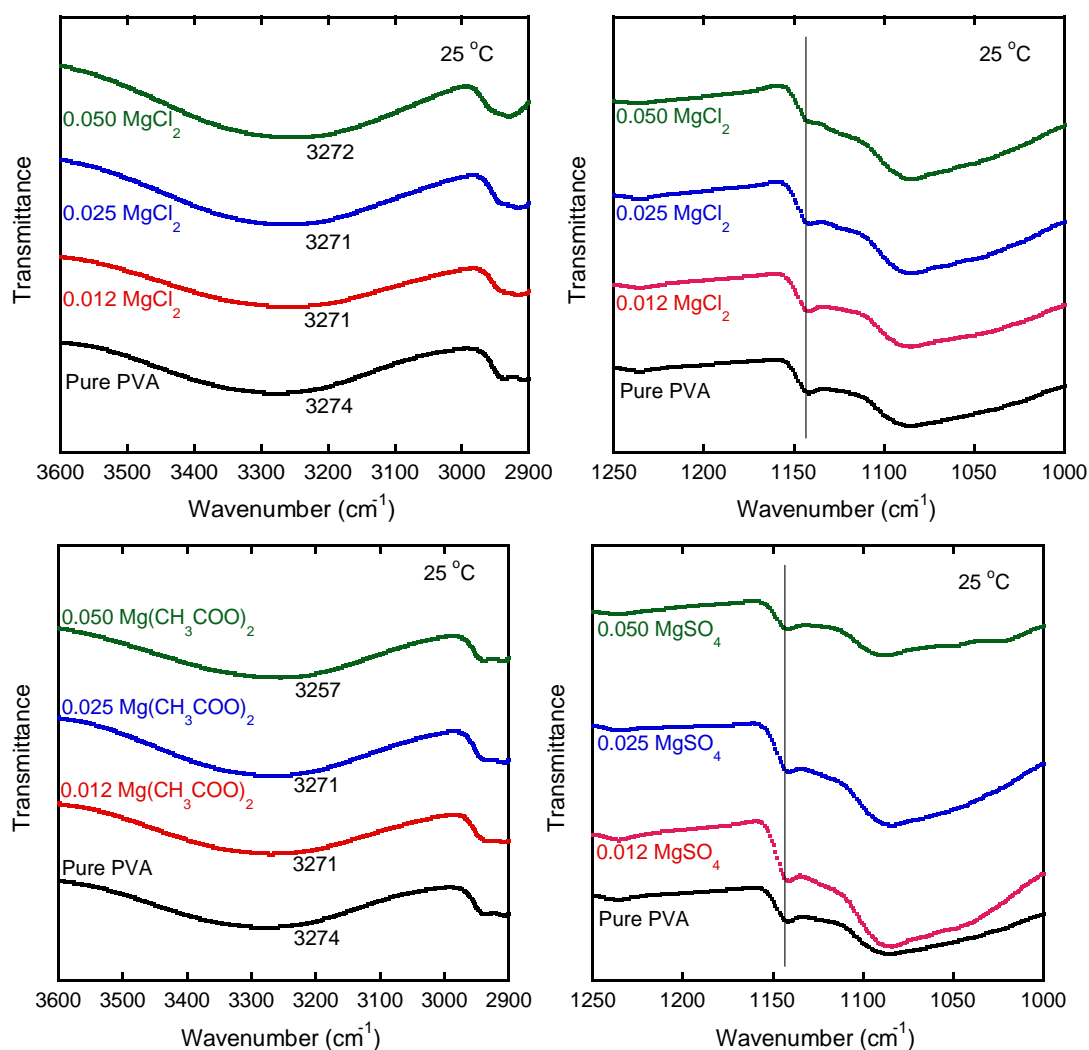 25 °C
0.050 MgCl₂
3272
0.025 MgCl₂
3271
0.012 MgCl₂
3271
Pure PVA
3274
Transmittance
3600 3500 3400 3300 3200 3100 3000 2900
Wavenumber (cm⁻¹)
25 °C
0.050 MgCl₂
0.025 MgCl₂
0.012 MgCl₂
Pure PVA
Transmittance
1250 1200 1150 1100 1050 1000
Wavenumber (cm⁻¹)
25 °C
0.050 Mg(CH₃COO)₂
3257
0.025 Mg(CH₃COO)₂
3271
0.012 Mg(CH₃COO)₂
3271
Pure PVA
3274
Transmittance
3600 3500 3400 3300 3200 3100 3000 2900
Wavenumber (cm⁻¹)
25 °C
0.050 MgSO₄
0.025 MgSO₄
0.012 MgSO₄
Pure PVA
Transmittance
1250 1200 1150 1100 1050 1000
Wavenumber (cm⁻¹)